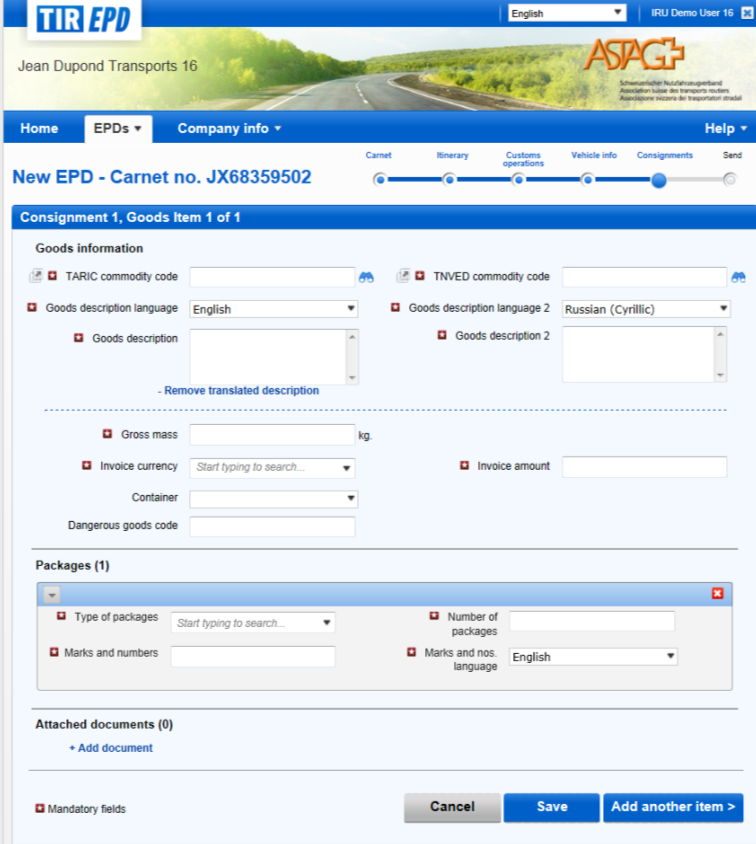 TIR EPD
English
IRU Demo User 16
Jean Dupond Transports 16
ASTAG
Schweizerischer Nutzfahrzeugverband
Association suisse des transports routiers
Associazione svizzera dei trasportatori stradali
Home
EPDs
Company info
Help
New EPD - Carnet no. JX68359502
Carnet
Itinerary
Customs
operations
Vehicle info
Consignments
Send
Consignment 1, Goods Item 1 of 1
Goods information
TARIC commodity code
TNVED commodity code
Goods description language
English
Goods description language 2
Russian (Cyrillic)
Goods description
Goods description 2
- Remove translated description
Gross mass
kg.
Invoice currency
Start typing to search...
Invoice amount
Container
Dangerous goods code
Packages (1)
Type of packages
Start typing to search...
Number of
packages
Marks and numbers
Marks and nos.
language
English
Attached documents (0)
+ Add document
Mandatory fields
Cancel
Save
Add another item >